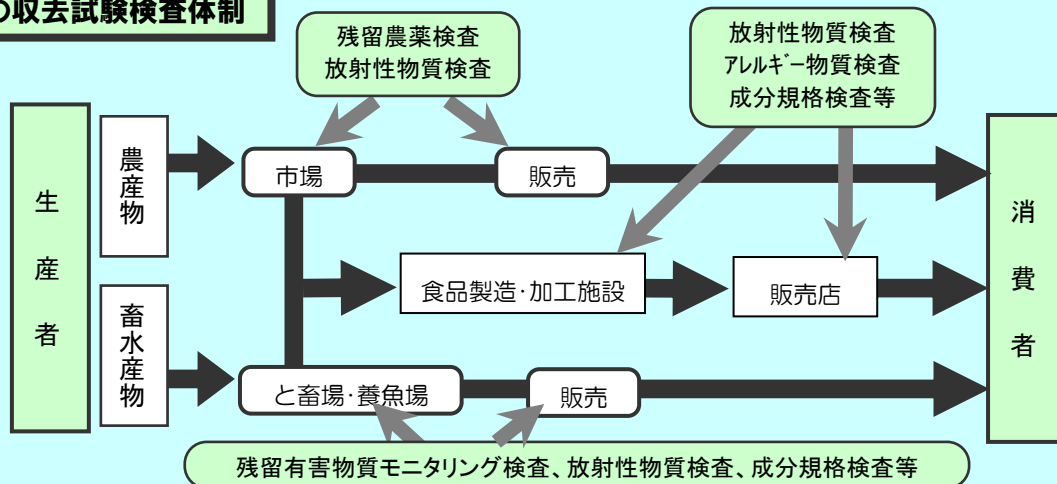 の収去試験検査体制
残留農薬検査
放射性物質検査
放射性物質検査
アレルギー物質検査
成分規格検査等
生産者
農産物
市場
販売
消費者
食品製造・加工施設
販売店
畜水産物
と畜場・養魚場
販売
残留有害物質モニタリング検査、放射性物質検査、成分規格検査等